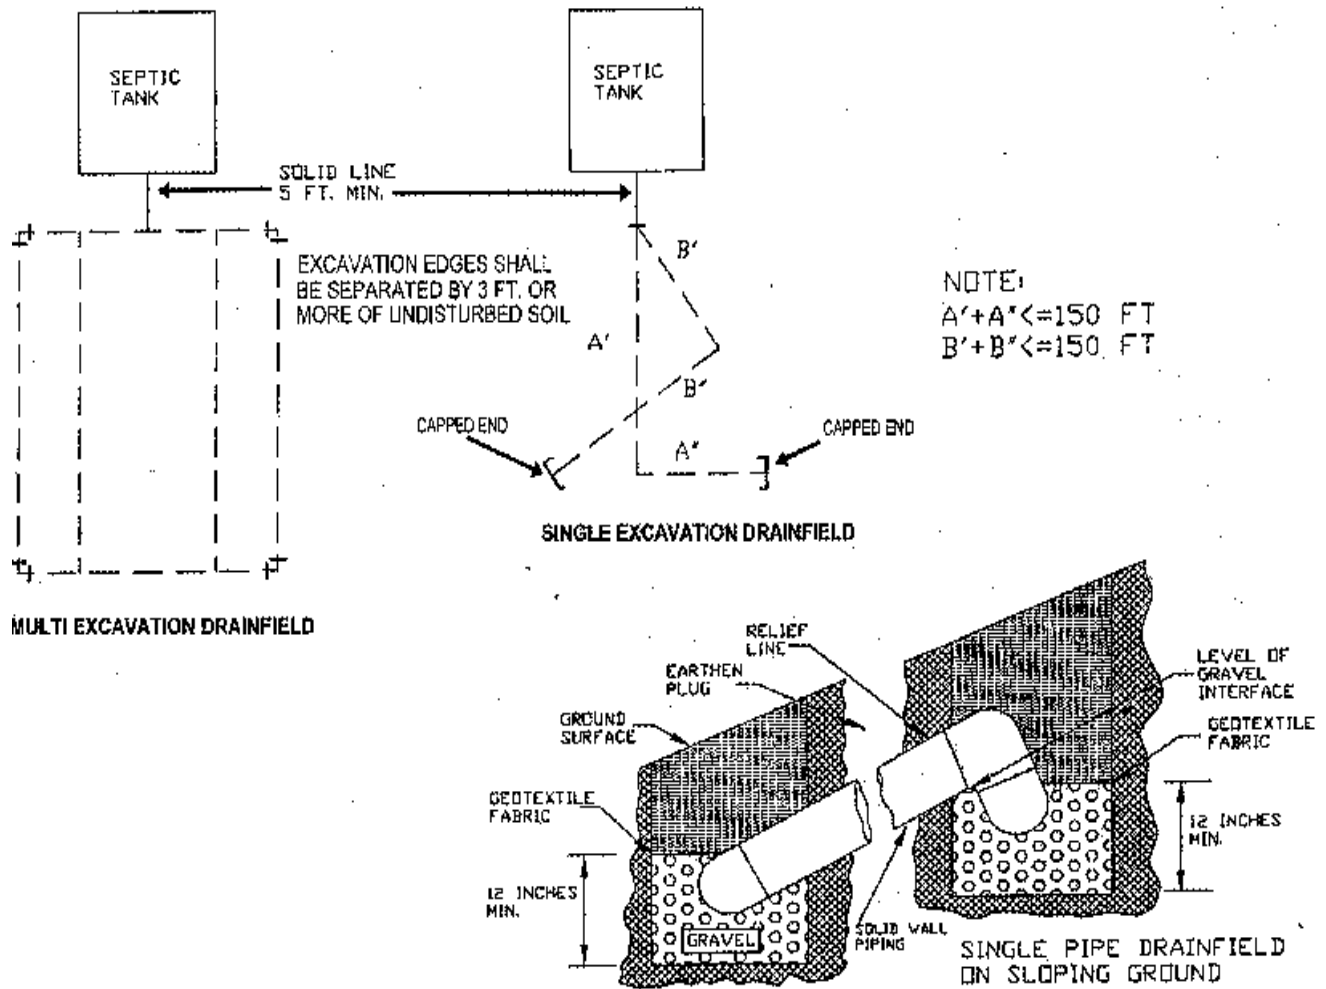 SEPTIC
TANK
SEPTIC
TANK
SOLID LINE
5 FT. MIN.
EXCAVATION EDGES SHALL
BE SEPARATED BY 3 FT. OR
MORE OF UNDISTURBED SOIL
B'
A'
B"
A"
NOTE:
A'+A"<=150 FT
B'+B"<=150 FT
CAPPED END
CAPPED END
SINGLE EXCAVATION DRAINFIELD
MULTI EXCAVATION DRAINFIELD
RELIEF
LINE
EARTHEN
PLUG
GROUND
SURFACE
GEOTEXTILE
FABRIC
12 INCHES
MIN.
GRAVEL
SOLID WALL
PIPING
LEVEL OF
GRAVEL
INTERFACE
GEOTEXTILE
FABRIC
12 INCHES
MIN.
SINGLE PIPE DRAINFIELD
ON SLOPING GROUND